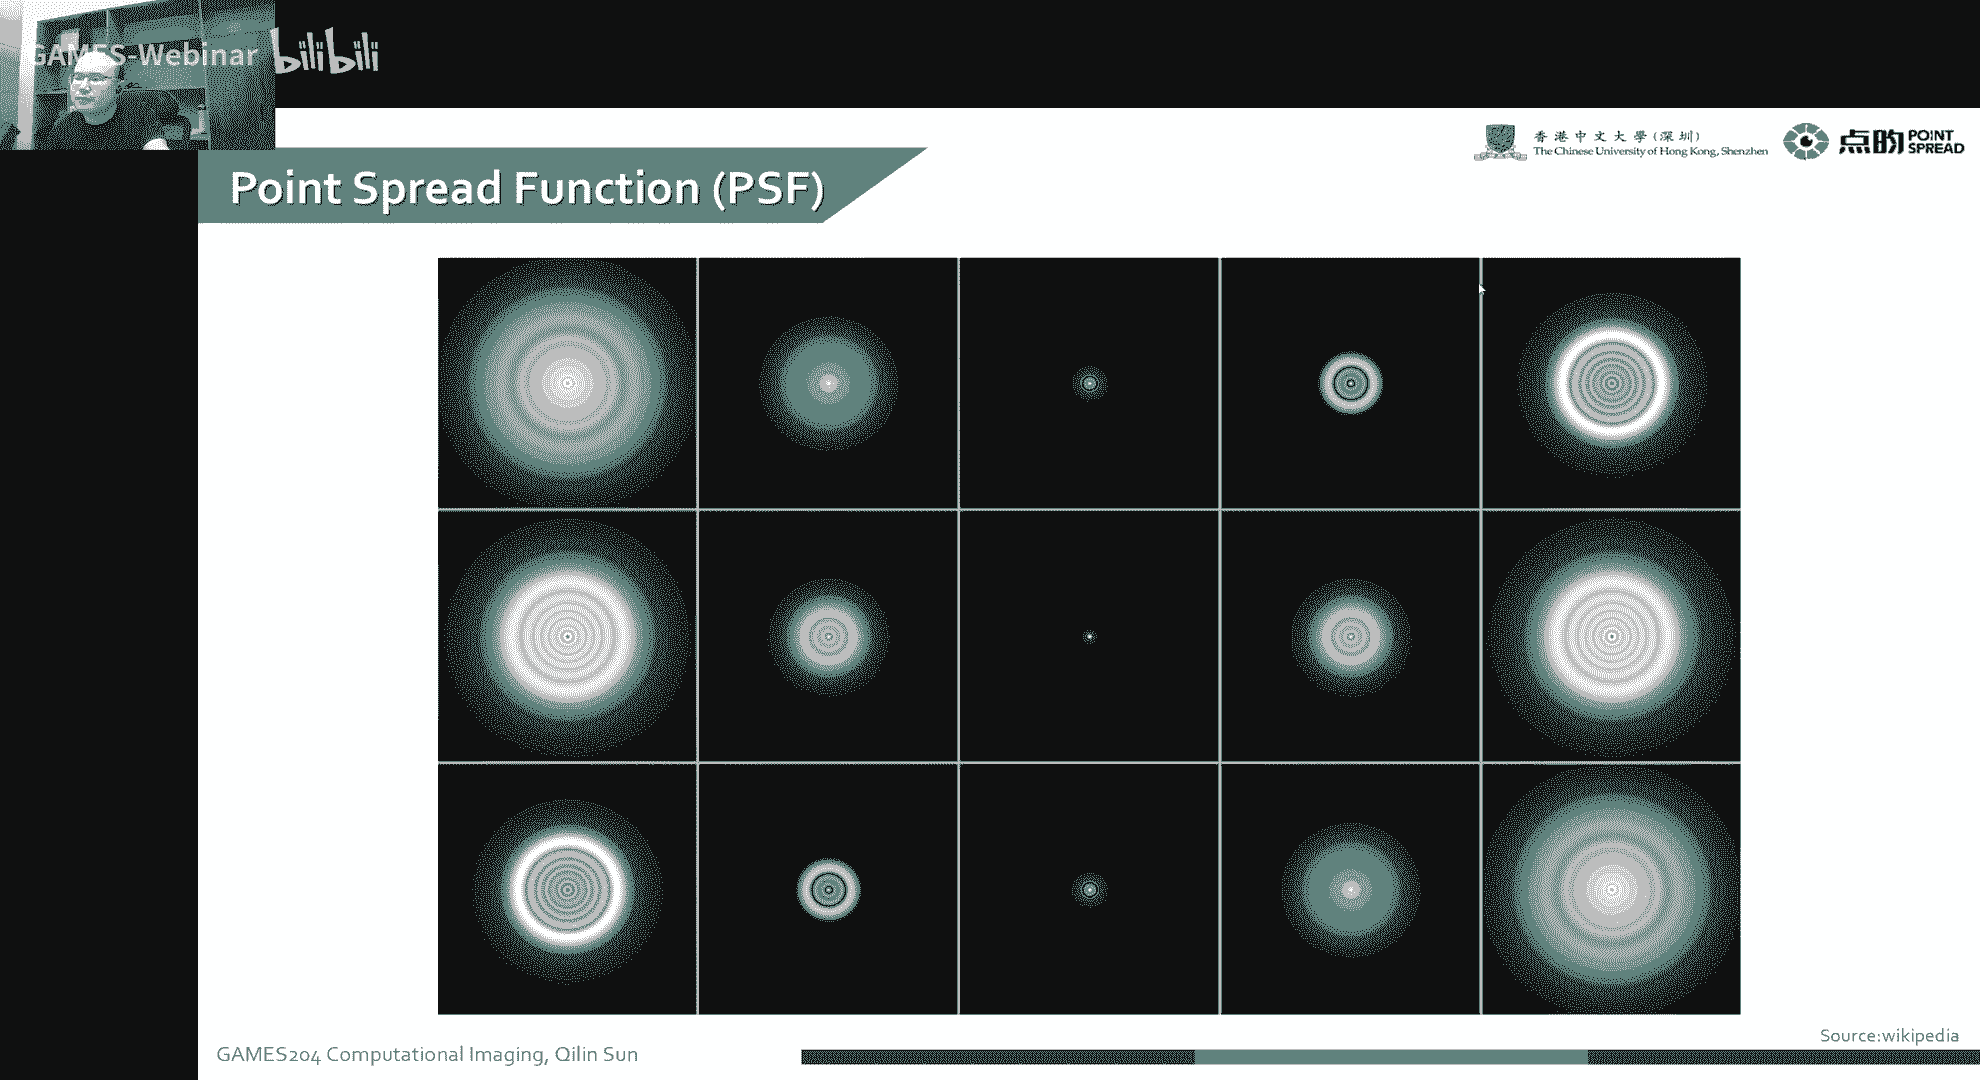 GAMES-Webinar bilibili
香港中文大學(深圳)
The Chinese University of Hong Kong, Shenzhen
点昀 POINT SPREAD
Point Spread Function (PSF)
Source:wikipedia
GAMES204 Computational Imaging, Qilin Sun